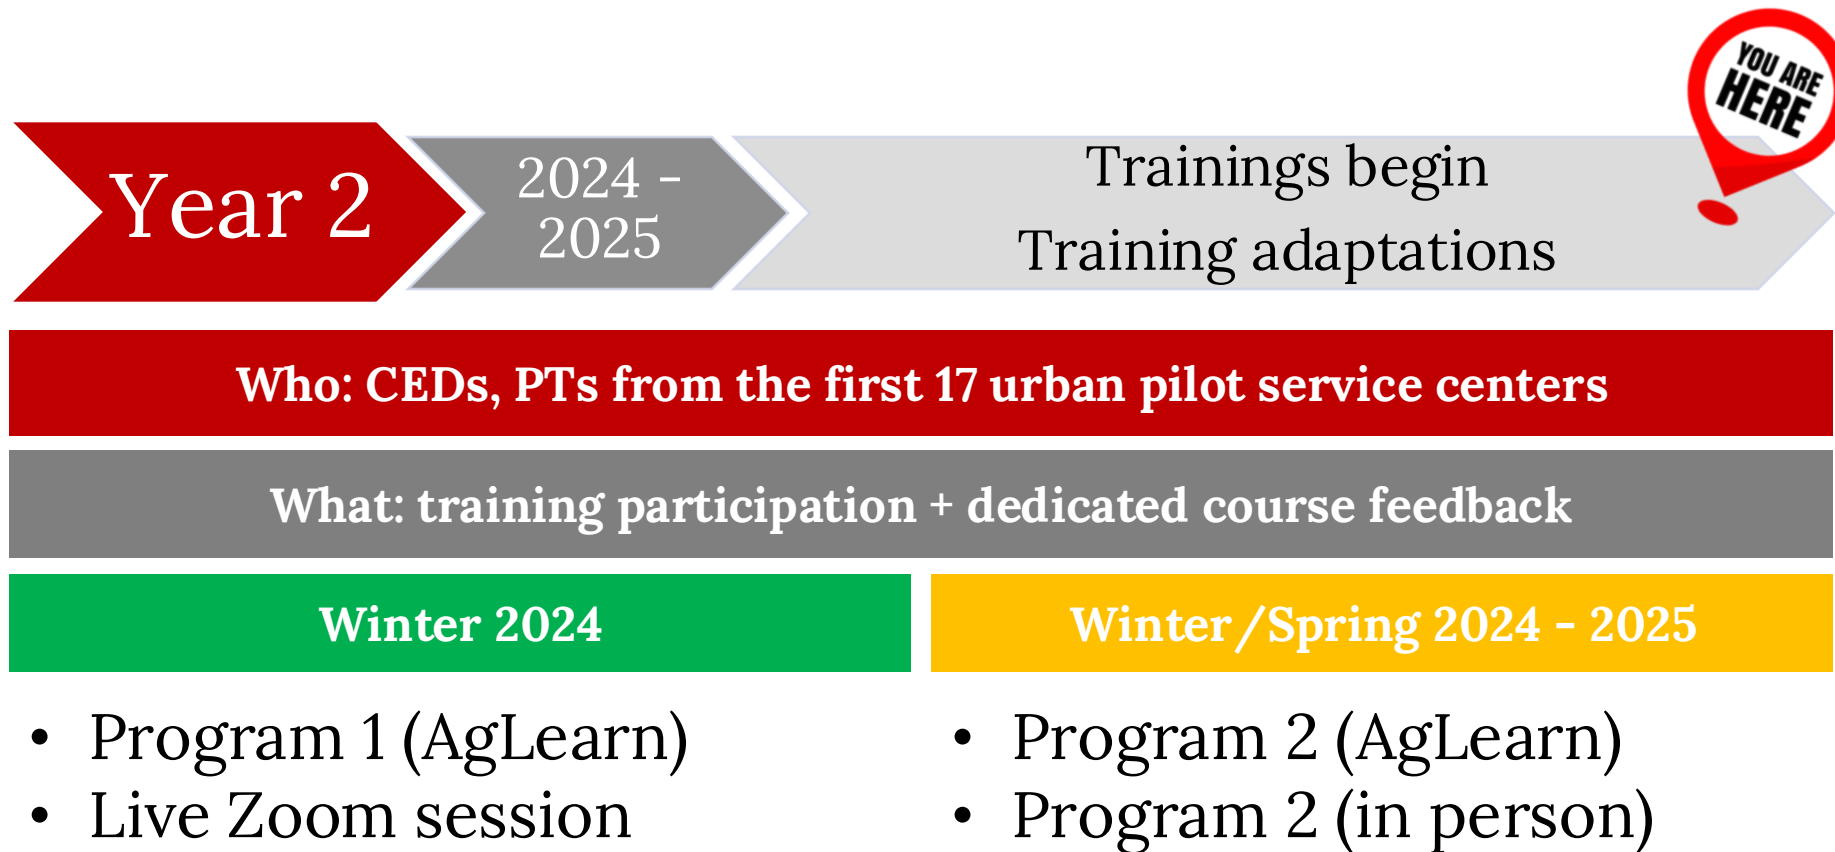 YOU ARE
HERE
Year 2
2024 -
2025
Trainings begin
Training adaptations
Who: CEDs, PTs from the first 17 urban pilot service centers
What: training participation + dedicated course feedback
Winter 2024
• Program 1 (AgLearn)
• Live Zoom session
Winter/Spring 2024 - 2025
• Program 2 (AgLearn)
• Program 2 (in person)